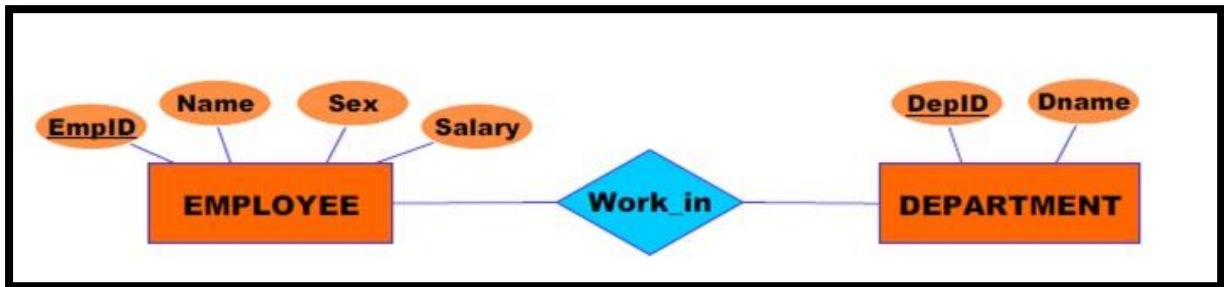 EmpID
Name
Sex
Salary
EMPLOYEE
Work_in
DepID
Dname
DEPARTMENT